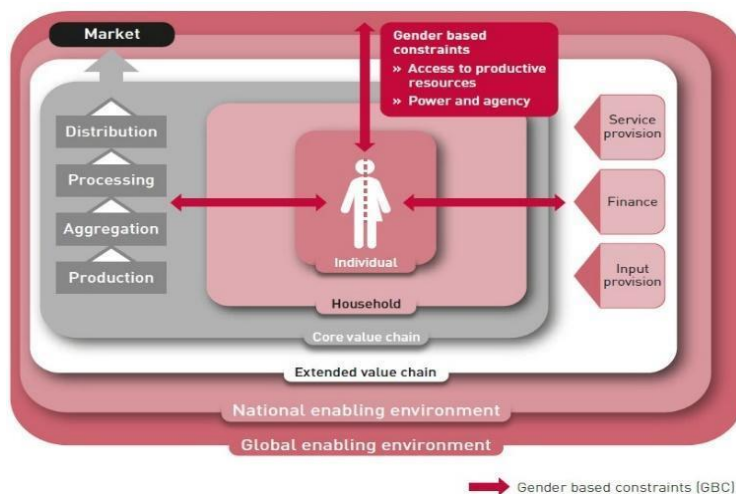 Market
Gender based
constraints
» Access to productive
resources
» Power and agency
Distribution
Processing
Aggregation
Production
Service
provision
Finance
Input
provision
Individual
Household
Core value chain
Extended value chain
National enabling environment
Global enabling environment
Gender based constraints (GBC)